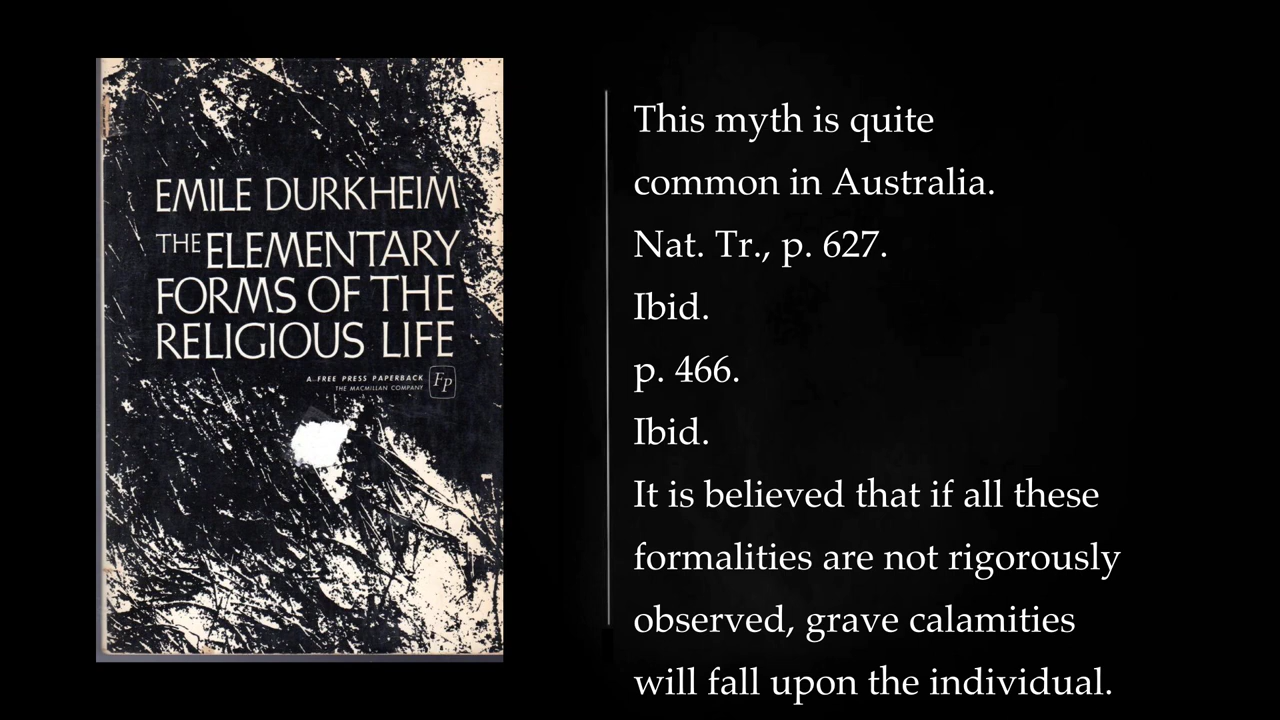 EMILE DURKHEIM
THE ELEMENTARY
FORMS OF THE
RELIGIOUS LIFE
A FREE PRESS PAPERBACK
THE MACMILLAN COMPANY
Fp
This myth is quite
common in Australia.
Nat. Tr., p. 627.
Ibid.
p. 466.
Ibid.
It is believed that if all these
formalities are not rigorously
observed, grave calamities
will fall upon the individual.